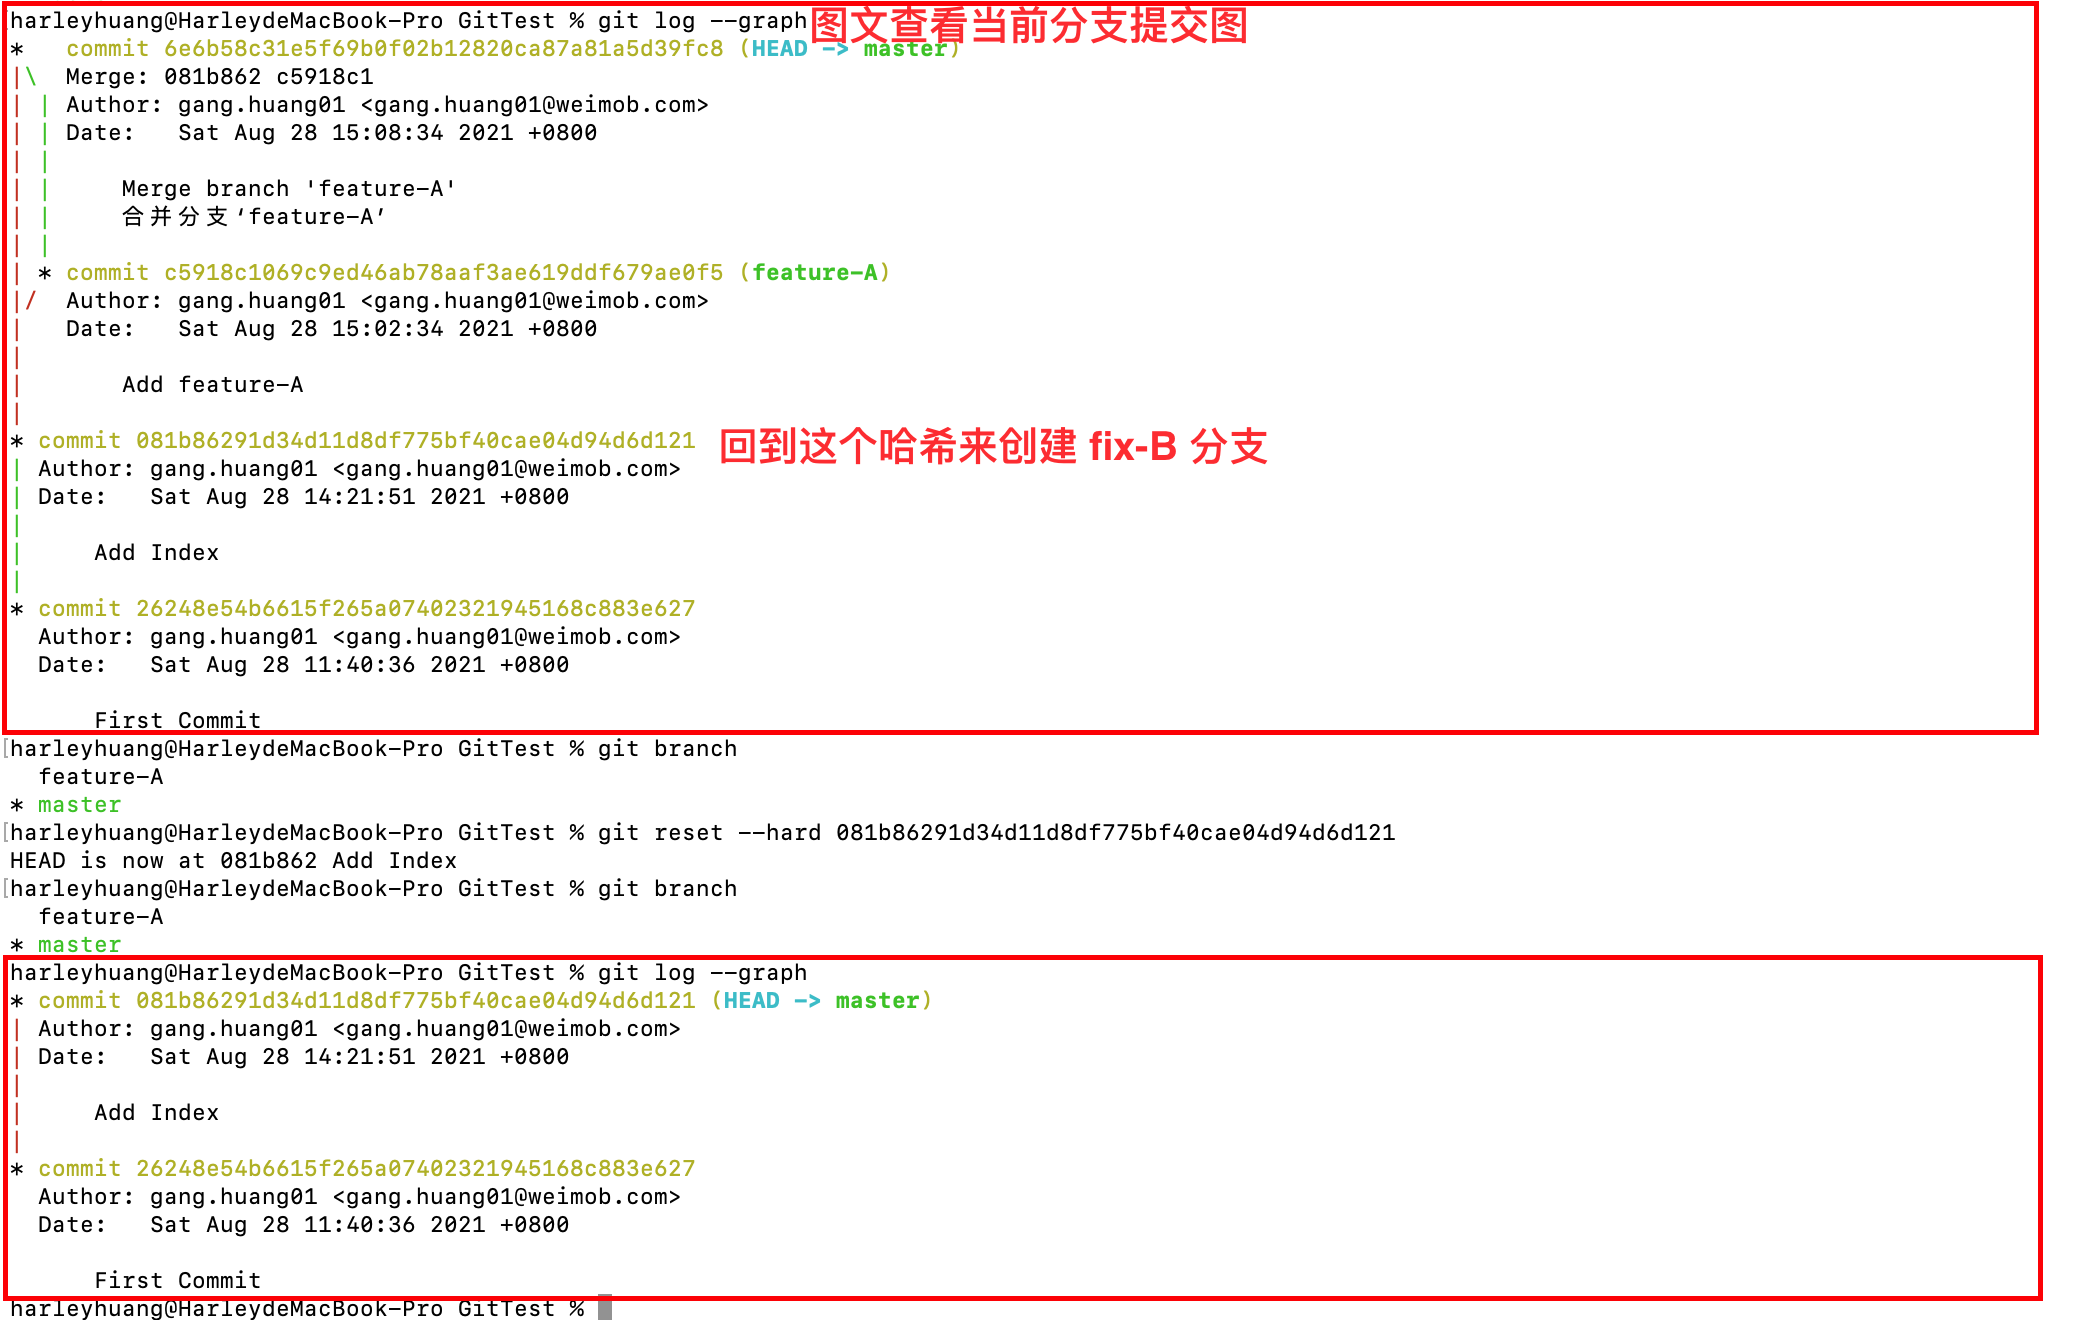 harleyhuang@HarleydeMacBook-Pro GitTest % git log --graph 图文查看当前分支提交图
*   commit 6e6b58c31e5f69b0f02b12820ca87a81a5d39fc8 (HEAD -> master)
|\  Merge: 081b862 c5918c1
| | Author: gang.huang01 <gang.huang01@weimob.com>
| | Date:   Sat Aug 28 15:08:34 2021 +0800
| |
| |     Merge branch 'feature-A'
| |     合并分支‘feature-A’
| |
| * commit c5918c1069c9ed46ab78aaf3ae619ddf679ae0f5 (feature-A)
|/  Author: gang.huang01 <gang.huang01@weimob.com>
|   Date:   Sat Aug 28 15:02:34 2021 +0800
|
|       Add feature-A
|
* commit 081b86291d34d11d8df775bf40cae04d94d6d121 回到这个哈希来创建 fix-B 分支
| Author: gang.huang01 <gang.huang01@weimob.com>
| Date:   Sat Aug 28 14:21:51 2021 +0800
|
|     Add Index
|
* commit 26248e54b6615f265a07402321945168c883e627
  Author: gang.huang01 <gang.huang01@weimob.com>
  Date:   Sat Aug 28 11:40:36 2021 +0800
      First Commit
[harleyhuang@HarleydeMacBook-Pro GitTest % git branch
  feature-A
* master
[harleyhuang@HarleydeMacBook-Pro GitTest % git reset --hard 081b86291d34d11d8df775bf40cae04d94d6d121
HEAD is now at 081b862 Add Index
[harleyhuang@HarleydeMacBook-Pro GitTest % git branch
  feature-A
* master
harleyhuang@HarleydeMacBook-Pro GitTest % git log --graph
* commit 081b86291d34d11d8df775bf40cae04d94d6d121 (HEAD -> master)
| Author: gang.huang01 <gang.huang01@weimob.com>
| Date:   Sat Aug 28 14:21:51 2021 +0800
|
|     Add Index
|
* commit 26248e54b6615f265a07402321945168c883e627
  Author: gang.huang01 <gang.huang01@weimob.com>
  Date:   Sat Aug 28 11:40:36 2021 +0800
      First Commit
harleyhuang@HarleydeMacBook-Pro GitTest %